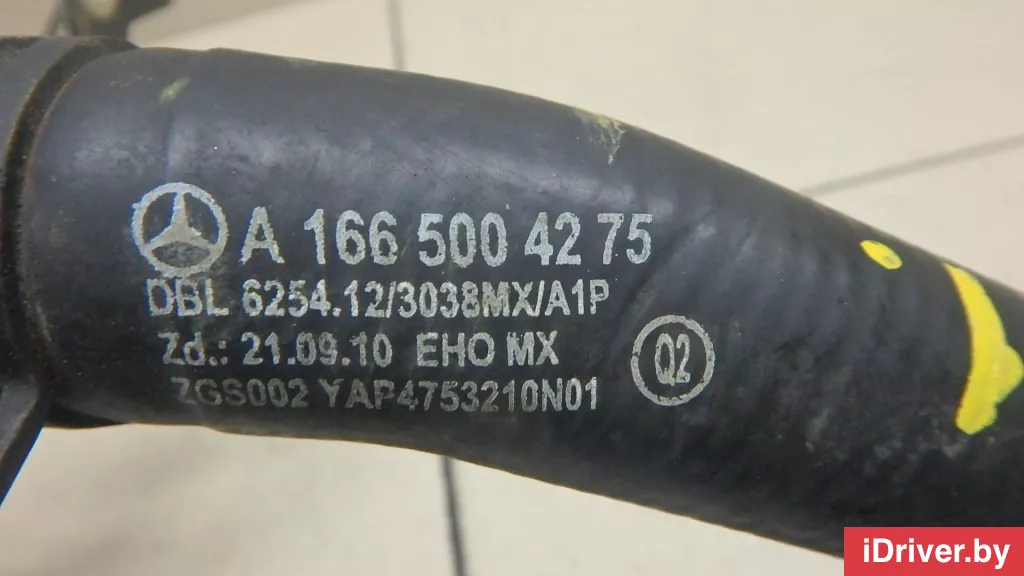 A 166 500 42 75
DBL 6254.12/3038MX/A1P
Zd.: 21.09.10 EHO MX
ZGS002 YAP4753210N01
Q2
iDriver.by